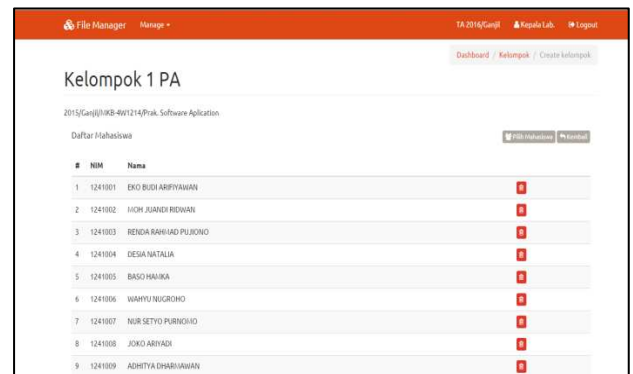 File Manager Manage TA 2016/Ganjil Kepala Lab. Logout
Dashboard / Kelompok / Create kelompok
Kelompok 1 PA
2015/Ganjil/MKB-4W1214/Prak. Software Aplication
Daftar Mahasiswa Pilih Mahasiswa Kembali
# NIM Nama
1 1241001 EKO BUDI ARIFIYAWAN
2 1241002 MOH JUANDI RIDWAN
3 1241003 RENDA RAHMAD PUJIONO
4 1241004 DESIA NATALIA
5 1241005 BASO HAMKA
6 1241006 WAHYU NUGROHO
7 1241007 NUR SETYO PURNOMO
8 1241008 JOKO ARIYADI
9 1241009 ADHITYA DHARMAWAN